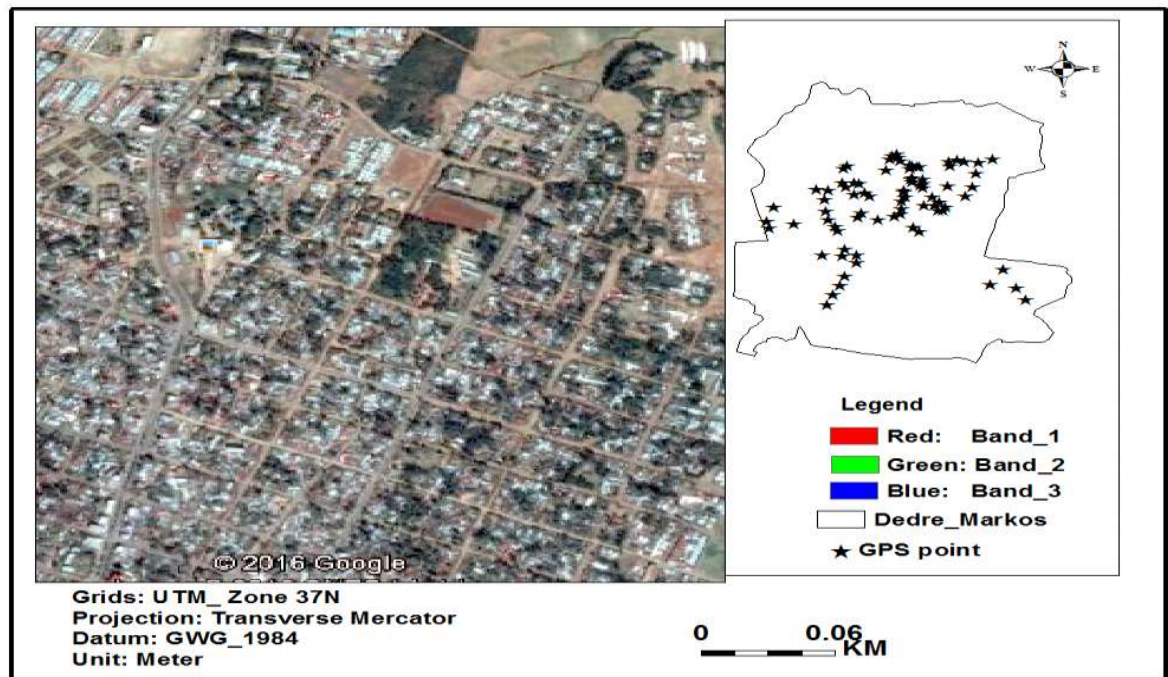 N
W E
S
Legend
Red: Band_1
Green: Band_2
Blue: Band_3
Dedre_Markos
GPS point
© 2016 Google
Grids: UTM_ Zone 37N
Projection: Transverse Mercator
Datum: GWG_1984
Unit: Meter
0 0.06
KM